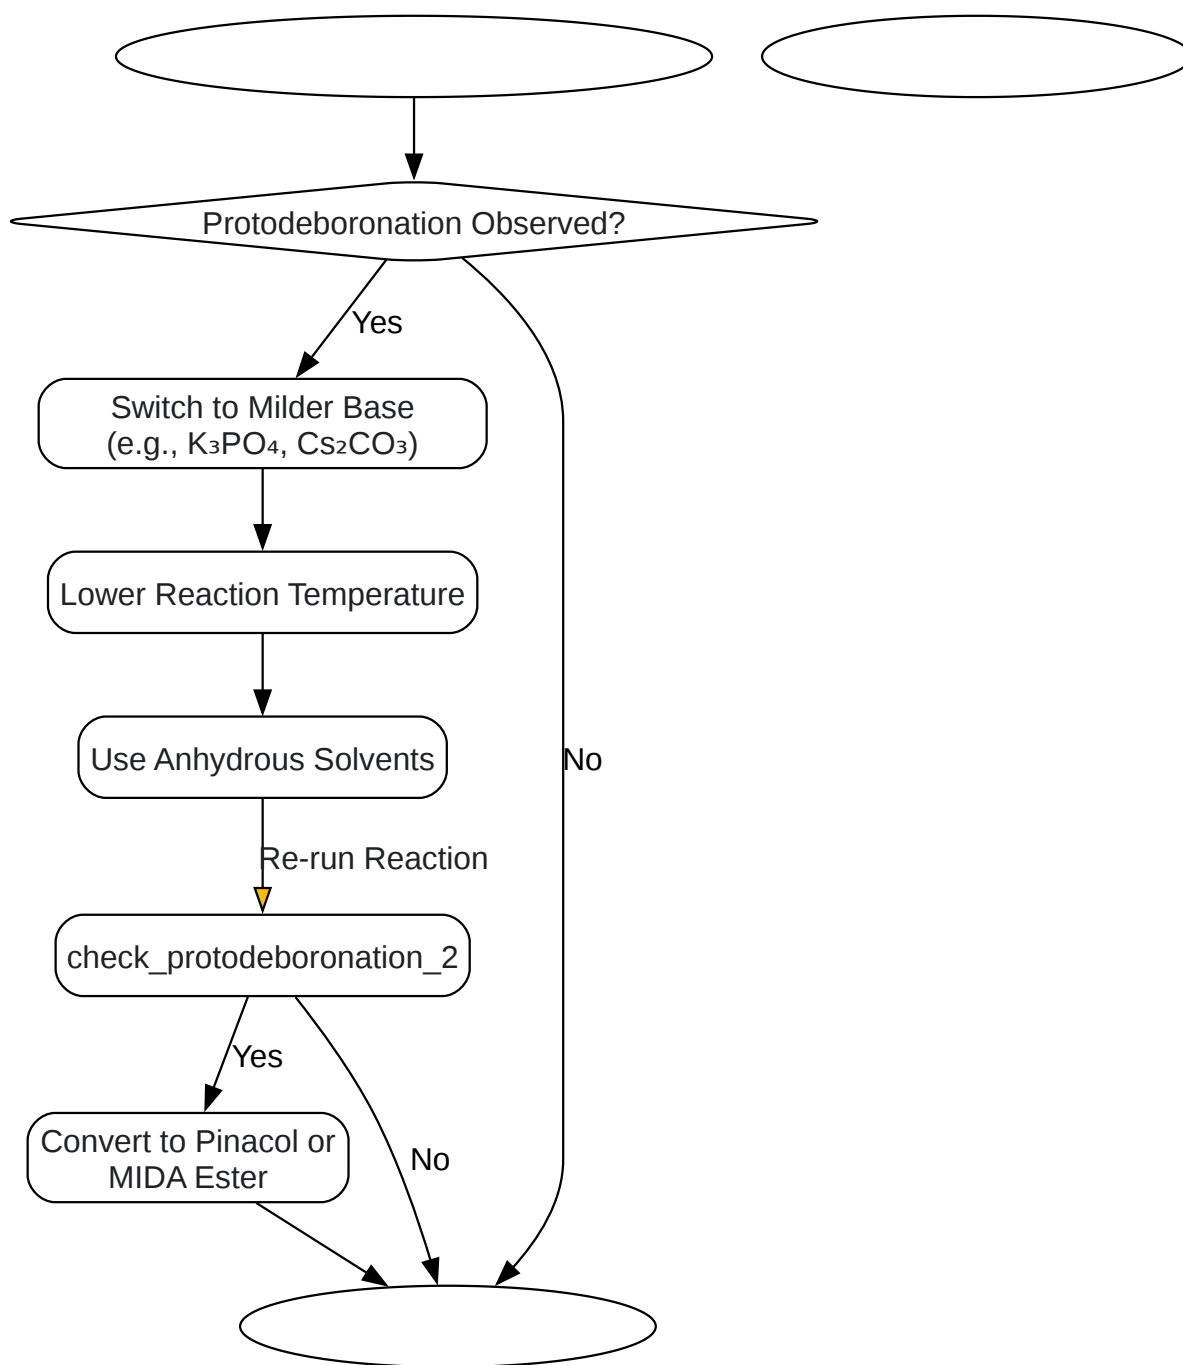 Protodeboronation Observed?
Yes
Switch to Milder Base
(e.g., K₃PO₄, Cs₂CO₃)
Lower Reaction Temperature
Use Anhydrous Solvents
No
Re-run Reaction
check_protodeboronation_2
Yes
Convert to Pinacol or
MIDA Ester
No